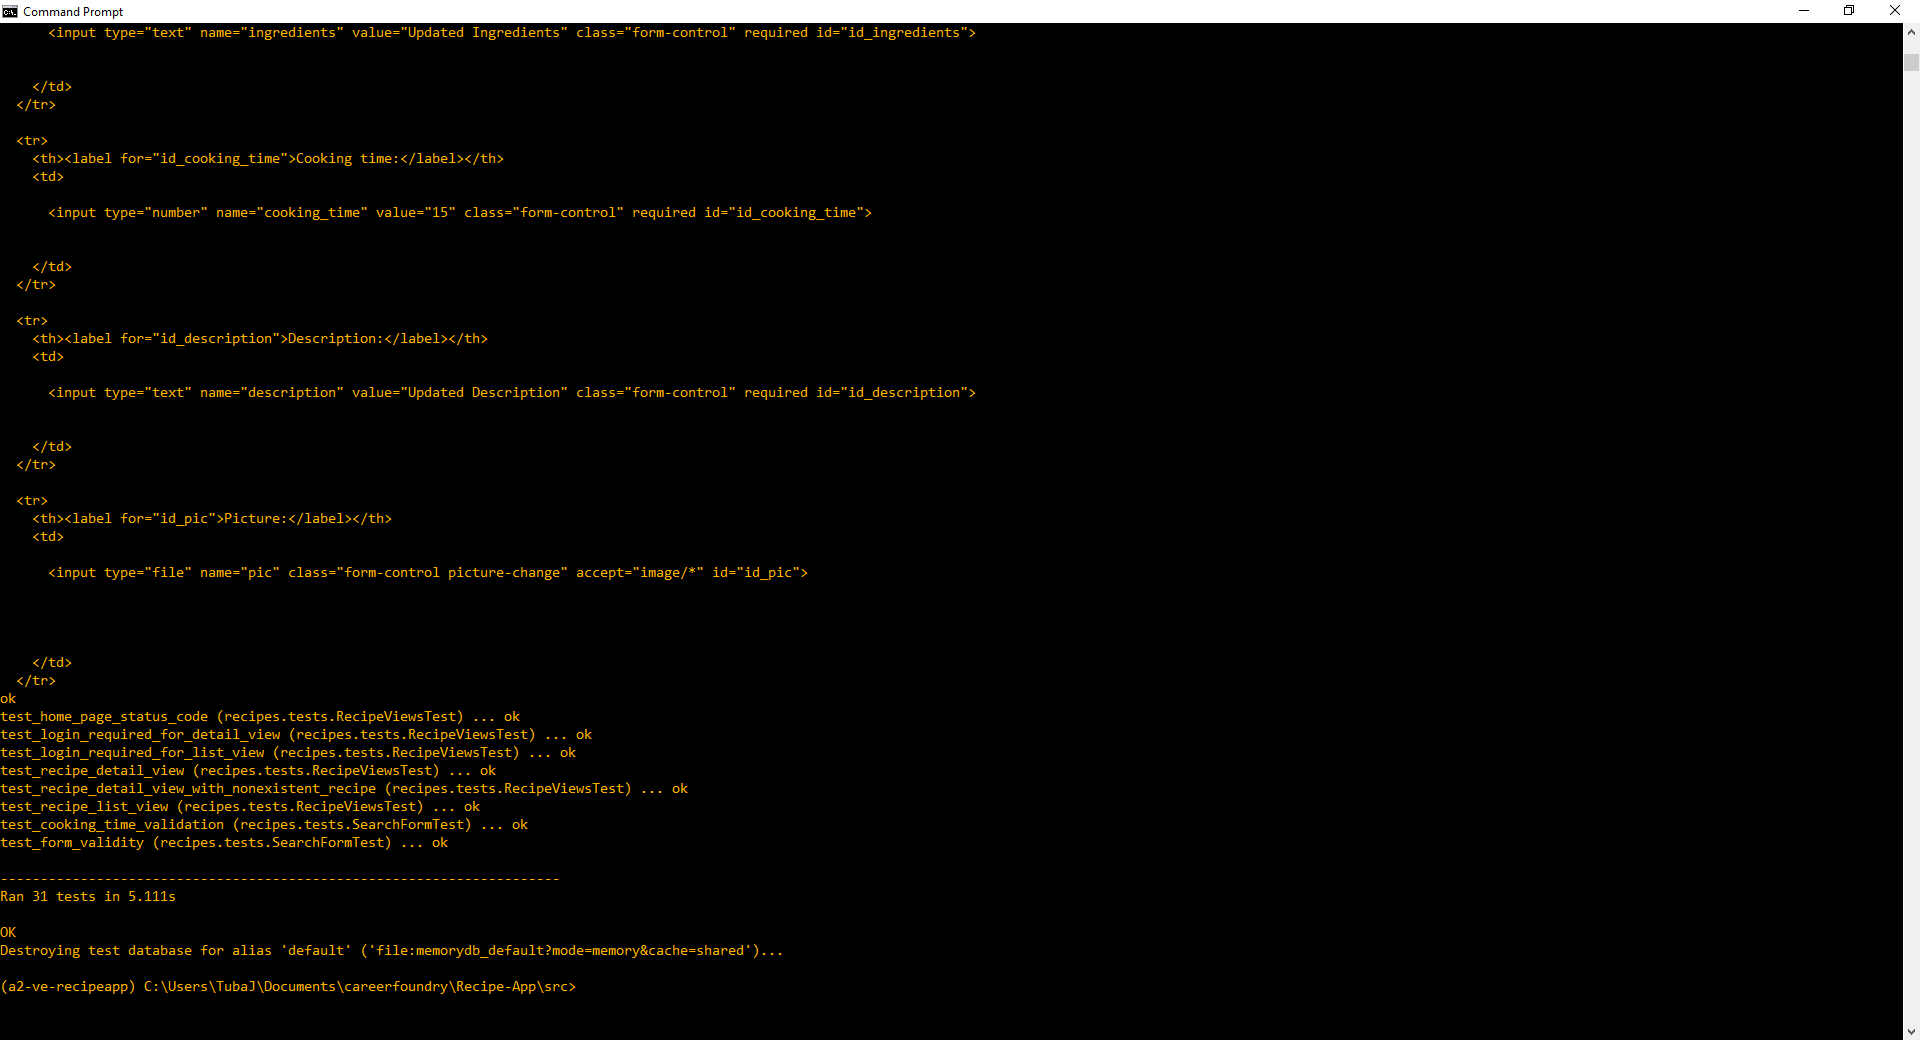 Command Prompt
<input type="text" name="ingredients" value="Updated Ingredients" class="form-control" required id="id_ingredients">
</td>
</tr>
<tr>
<th><label for="id_cooking_time">Cooking time:</label></th>
<td>
<input type="number" name="cooking_time" value="15" class="form-control" required id="id_cooking_time">
</td>
</tr>
<tr>
<th><label for="id_description">Description:</label></th>
<td>
<input type="text" name="description" value="Updated Description" class="form-control" required id="id_description">
</td>
</tr>
<tr>
<th><label for="id_pic">Picture:</label></th>
<td>
<input type="file" name="pic" class="form-control picture-change" accept="image/*" id="id_pic">
</td>
</tr>
ok
test_home_page_status_code (recipes.tests.RecipeViewsTest) ... ok
test_login_required_for_detail_view (recipes.tests.RecipeViewsTest) ... ok
test_login_required_for_list_view (recipes.tests.RecipeViewsTest) ... ok
test_recipe_detail_view (recipes.tests.RecipeViewsTest) ... ok
test_recipe_detail_view_with_nonexistent_recipe (recipes.tests.RecipeViewsTest) ... ok
test_recipe_list_view (recipes.tests.RecipeViewsTest) ... ok
test_cooking_time_validation (recipes.tests.SearchFormTest) ... ok
test_form_validity (recipes.tests.SearchFormTest) ... ok
----------------------------------------------------------------------
Ran 31 tests in 5.111s
OK
Destroying test database for alias 'default' ('file:memorydb_default?mode=memory&cache=shared')...
(a2-ve-recipeapp) C:\Users\TubaJ\Documents\careerfoundry\Recipe-App\src>